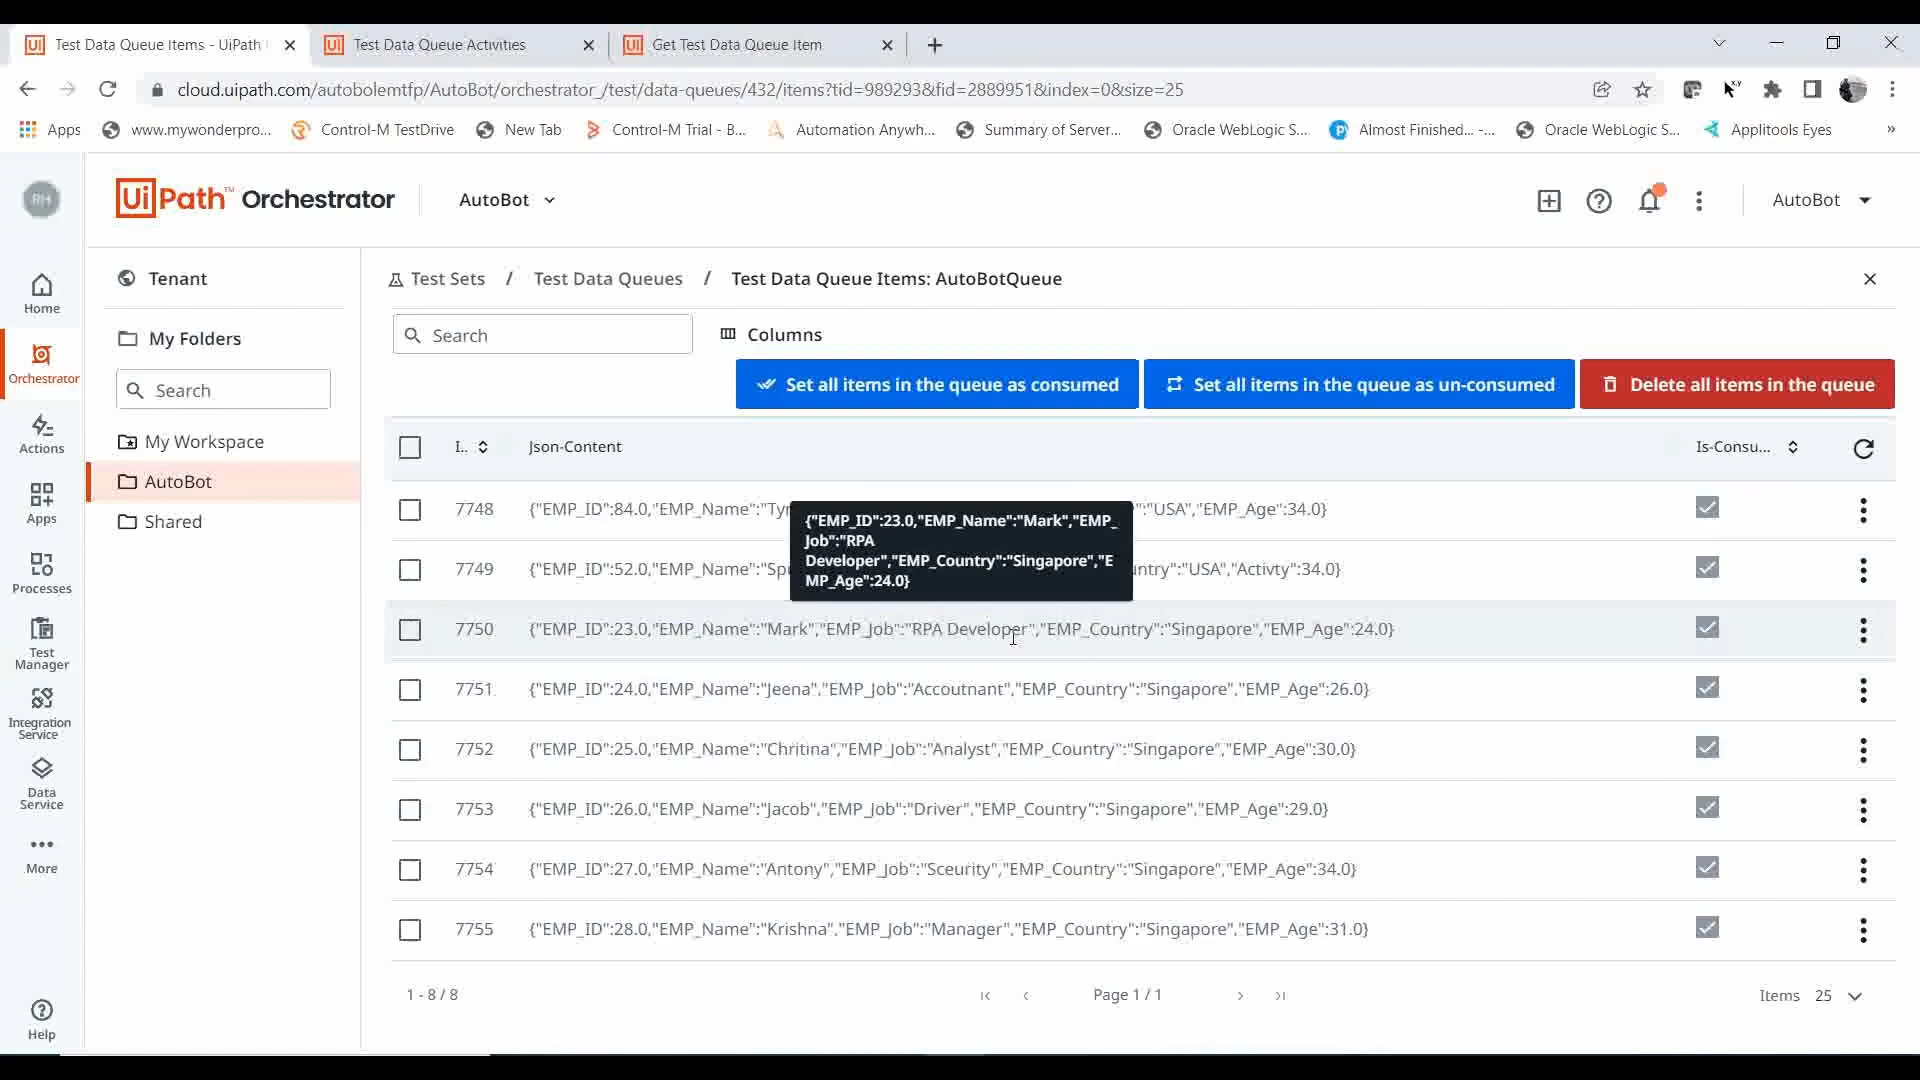 Test Data Queue Items - UiPath
Test Data Queue Activities
Get Test Data Queue Item
cloud.uipath.com/autobolemtfp/AutoBot/orchestrator_/test/data-queues/432/items?tid=989293&fid=2889951&index=0&size=25
Apps
www.mywonderpro...
Control-M TestDrive
New Tab
Control-M Trial - B...
Automation Anywh...
Summary of Server...
Oracle WebLogic S...
Almost Finished... -...
Oracle WebLogic S...
Applitools Eyes
»
RH
UiPath™ Orchestrator
AutoBot
AutoBot
Home
Orchestrator
Actions
Apps
Processes
Test
Manager
Integration
Service
Data
Service
More
Help
Tenant
My Folders
Search
My Workspace
AutoBot
Shared
Test Sets / Test Data Queues / Test Data Queue Items: AutoBotQueue
Search
Columns
Set all items in the queue as consumed
Set all items in the queue as un-consumed
Delete all items in the queue
I.. Json-Content Is-Consu...
7748 {"EMP_ID":84.0,"EMP_Name":"Tyr ":"USA","EMP_Age":34.0}
7749 {"EMP_ID":52.0,"EMP_Name":"Sp ntry":"USA","Activty":34.0}
{"EMP_ID":23.0,"EMP_Name":"Mark","EMP_
Job":"RPA
Developer","EMP_Country":"Singapore","E
MP_Age":24.0}
7750 {"EMP_ID":23.0,"EMP_Name":"Mark","EMP_Job":"RPA Developer","EMP_Country":"Singapore","EMP_Age":24.0}
7751 {"EMP_ID":24.0,"EMP_Name":"Jeena","EMP_Job":"Accoutnant","EMP_Country":"Singapore","EMP_Age":26.0}
7752 {"EMP_ID":25.0,"EMP_Name":"Chritina","EMP_Job":"Analyst","EMP_Country":"Singapore","EMP_Age":30.0}
7753 {"EMP_ID":26.0,"EMP_Name":"Jacob","EMP_Job":"Driver","EMP_Country":"Singapore","EMP_Age":29.0}
7754 {"EMP_ID":27.0,"EMP_Name":"Antony","EMP_Job":"Sceurity","EMP_Country":"Singapore","EMP_Age":34.0}
7755 {"EMP_ID":28.0,"EMP_Name":"Krishna","EMP_Job":"Manager","EMP_Country":"Singapore","EMP_Age":31.0}
1 - 8 / 8
Page 1 / 1
Items 25